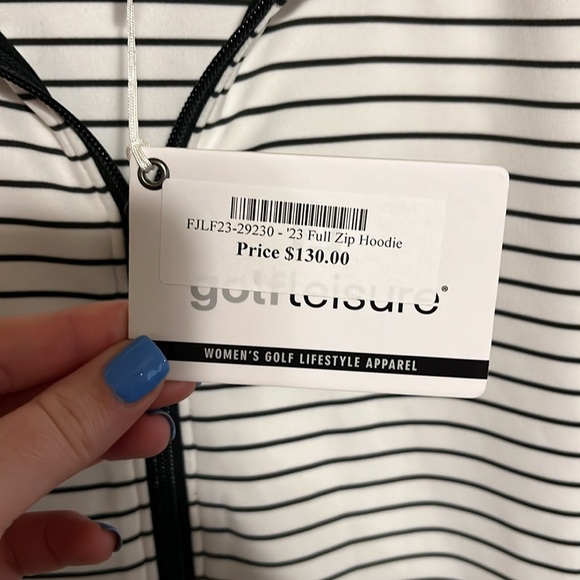 FJLF23-29230 - '23 Full Zip Hoodie
Price $130.00
golfleisure®
WOMEN'S GOLF LIFESTYLE APPAREL